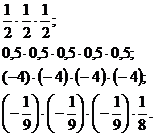 1/2 · 1/2 · 1/2;
0,5 · 0,5 · 0,5 · 0,5 · 0,5;
(−4) · (−4) · (−4) · (−4);
(−1/9) · (−1/9) · (−1/9) · 1/8.